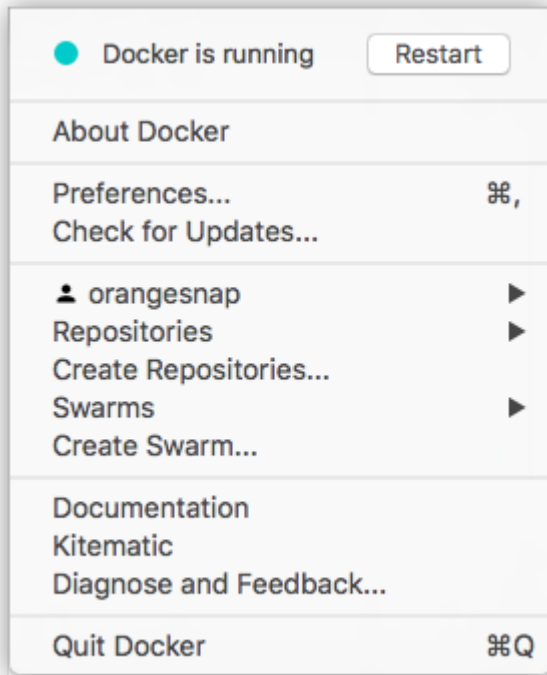 Docker is running Restart
About Docker
Preferences... ⌘,
Check for Updates...
orangesnap
Repositories
Create Repositories...
Swarms
Create Swarm...
Documentation
Kitematic
Diagnose and Feedback...
Quit Docker ⌘Q